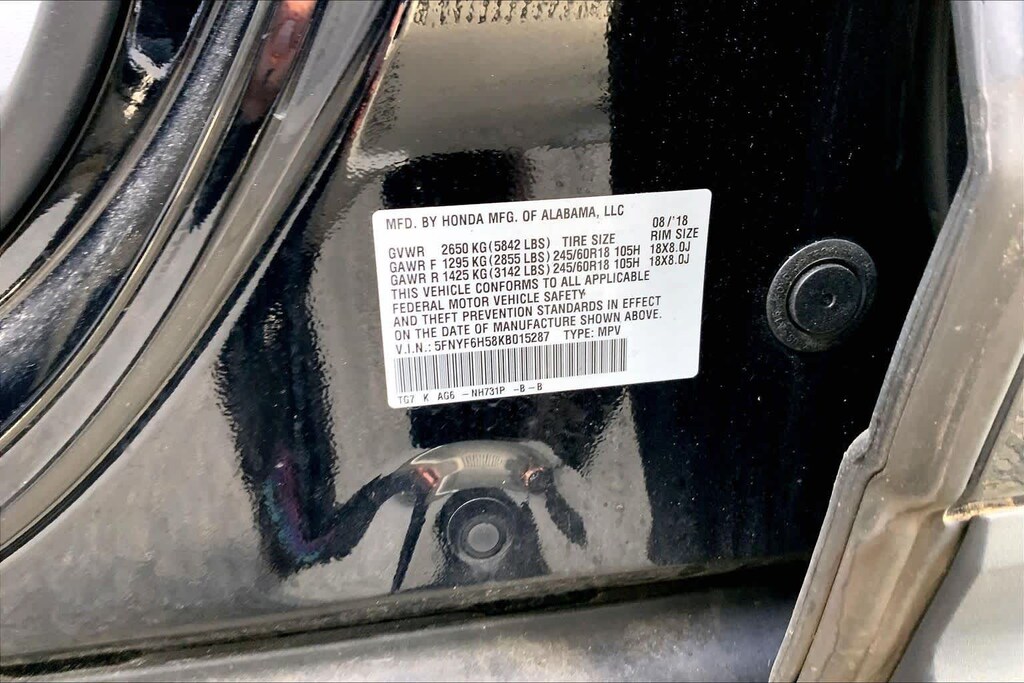 MFD. BY HONDA MFG. OF ALABAMA, LLC 08/'18
GVWR 2650 KG (5842 LBS) TIRE SIZE RIM SIZE
GAWR F 1295 KG (2855 LBS) 245/60R18 105H 18X8.0J
GAWR R 1425 KG (3142 LBS) 245/60R18 105H 18X8.0J
THIS VEHICLE CONFORMS TO ALL APPLICABLE
FEDERAL MOTOR VEHICLE SAFETY
AND THEFT PREVENTION STANDARDS IN EFFECT
ON THE DATE OF MANUFACTURE SHOWN ABOVE.
V.I.N.: 5FNYF6H58KB015287 TYPE: MPV
TG7 K AG6 -NH731P -B-B